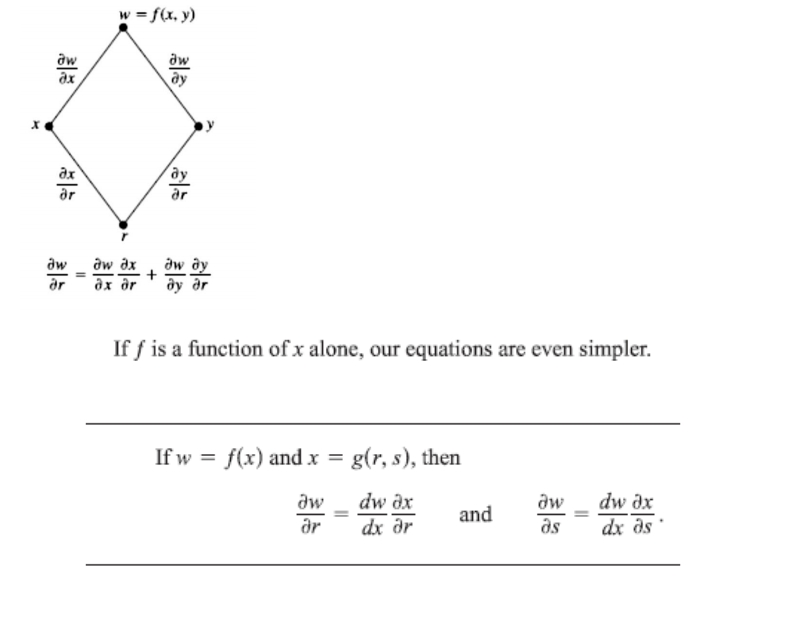 w = f(x, y)
∂w/∂x ∂w/∂y
x y
∂x/∂r ∂y/∂r
r
∂w/∂r = ∂w/∂x ∂x/∂r + ∂w/∂y ∂y/∂r
If f is a function of x alone, our equations are even simpler.
If w = f(x) and x = g(r, s), then
∂w/∂r = dw/dx ∂x/∂r and ∂w/∂s = dw/dx ∂x/∂s.